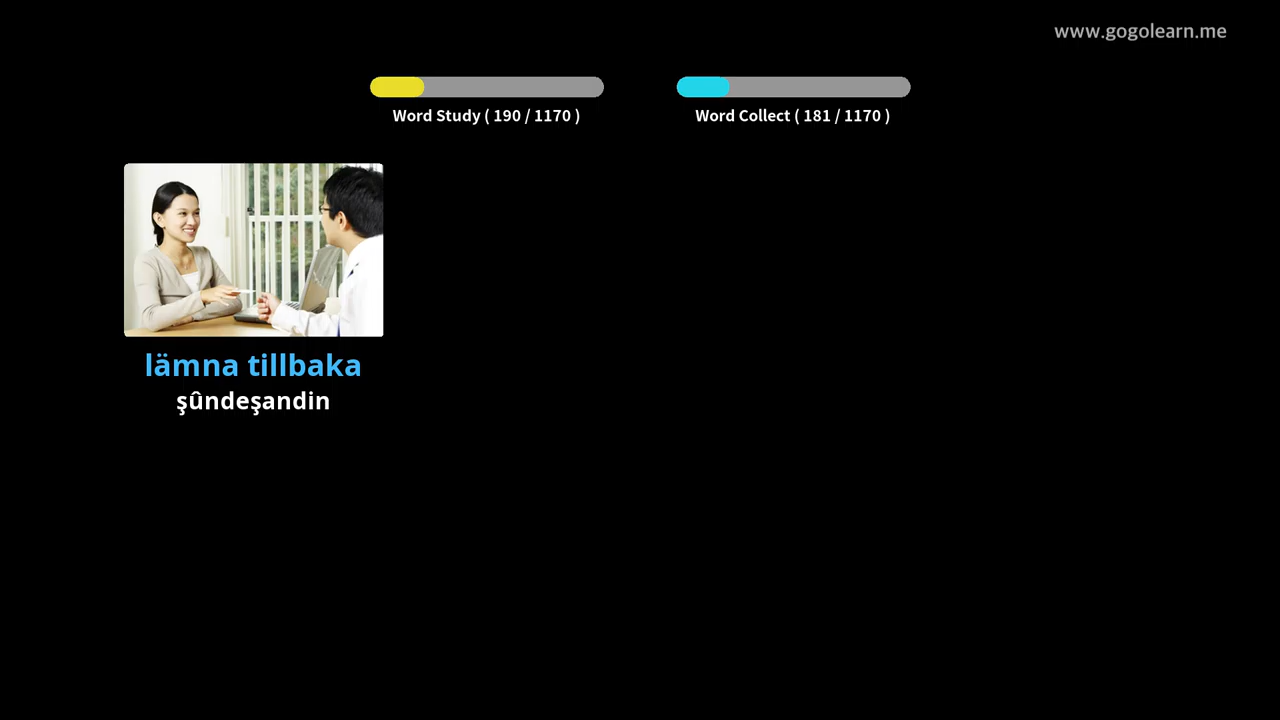 www.gogolearn.me
Word Study ( 190 / 1170 )
Word Collect ( 181 / 1170 )
lämna tillbaka
şûndeşandin